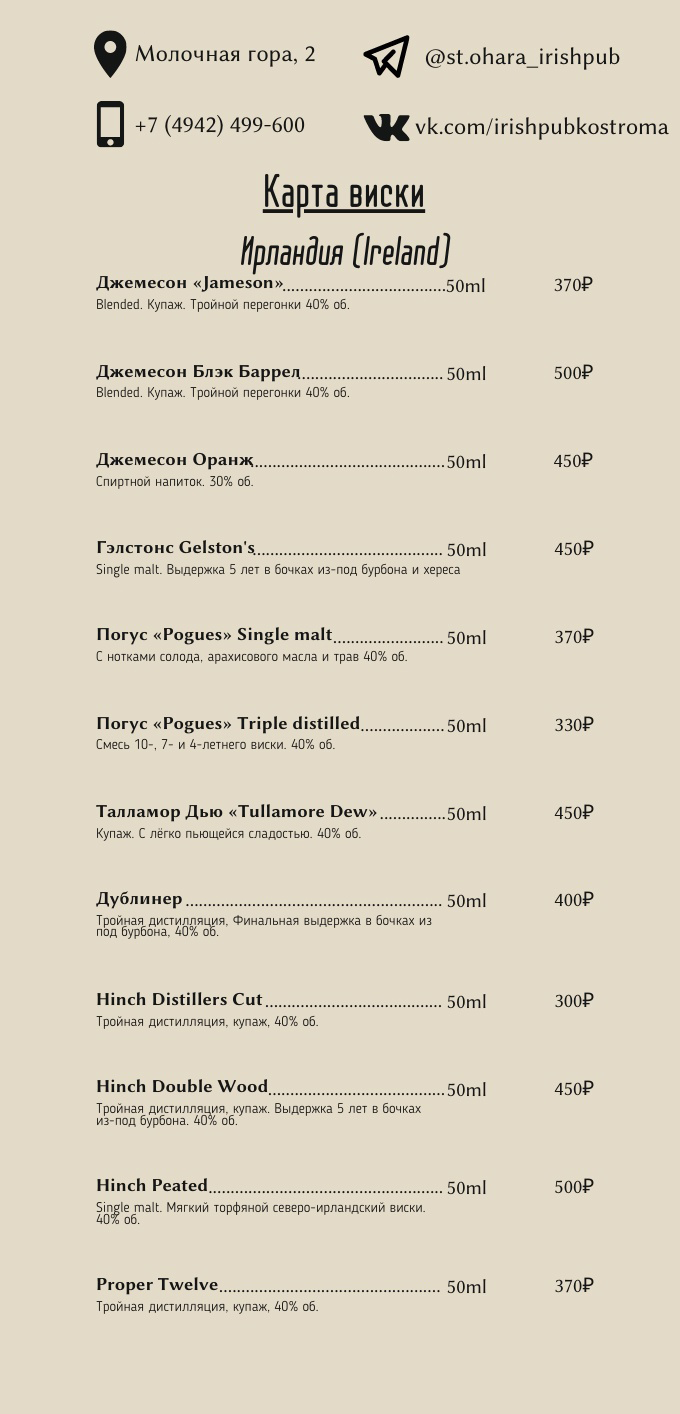 Молочная гора, 2
@st.ohara_irishpub
+7 (4942) 499-600
vk.com/irishpubkostroma
Карта виски
Ирландия (Ireland)
Джемесон «Jameson»......................................50ml 370₽
Blended. Купаж. Тройной перегонки 40% об.
Джемесон Блэк Баррел.................................50ml 500₽
Blended. Купаж. Тройной перегонки 40% об.
Джемесон Оранж............................................50ml 450₽
Спиртной напиток. 30% об.
Гэлстонс Gelston's............................................50ml 450₽
Single malt. Выдержка 5 лет в бочках из-под бурбона и хереса
Погус «Pogues» Single malt..........................50ml 370₽
С нотками солода, арахисового масла и трав 40% об.
Погус «Pogues» Triple distilled....................50ml 330₽
Смесь 10-, 7- и 4-летнего виски. 40% об.
Талламор Дью «Tullamore Dew» ...............50ml 450₽
Купаж. С лёгко пьющейся сладостью. 40% об.
Дублинер ............................................................ 50ml 400₽
Тройная дистилляция, Финальная выдержка в бочках из
под бурбона, 40% об.
Hinch Distillers Cut ......................................... 50ml 300₽
Тройная дистилляция, купаж, 40% об.
Hinch Double Wood.........................................50ml 450₽
Тройная дистилляция, купаж. Выдержка 5 лет в бочках
из-под бурбона. 40% об.
Hinch Peated...................................................... 50ml 500₽
Single malt. Мягкий торфяной северо-ирландский виски.
40% об.
Proper Twelve.................................................... 50ml 370₽
Тройная дистилляция, купаж, 40% об.